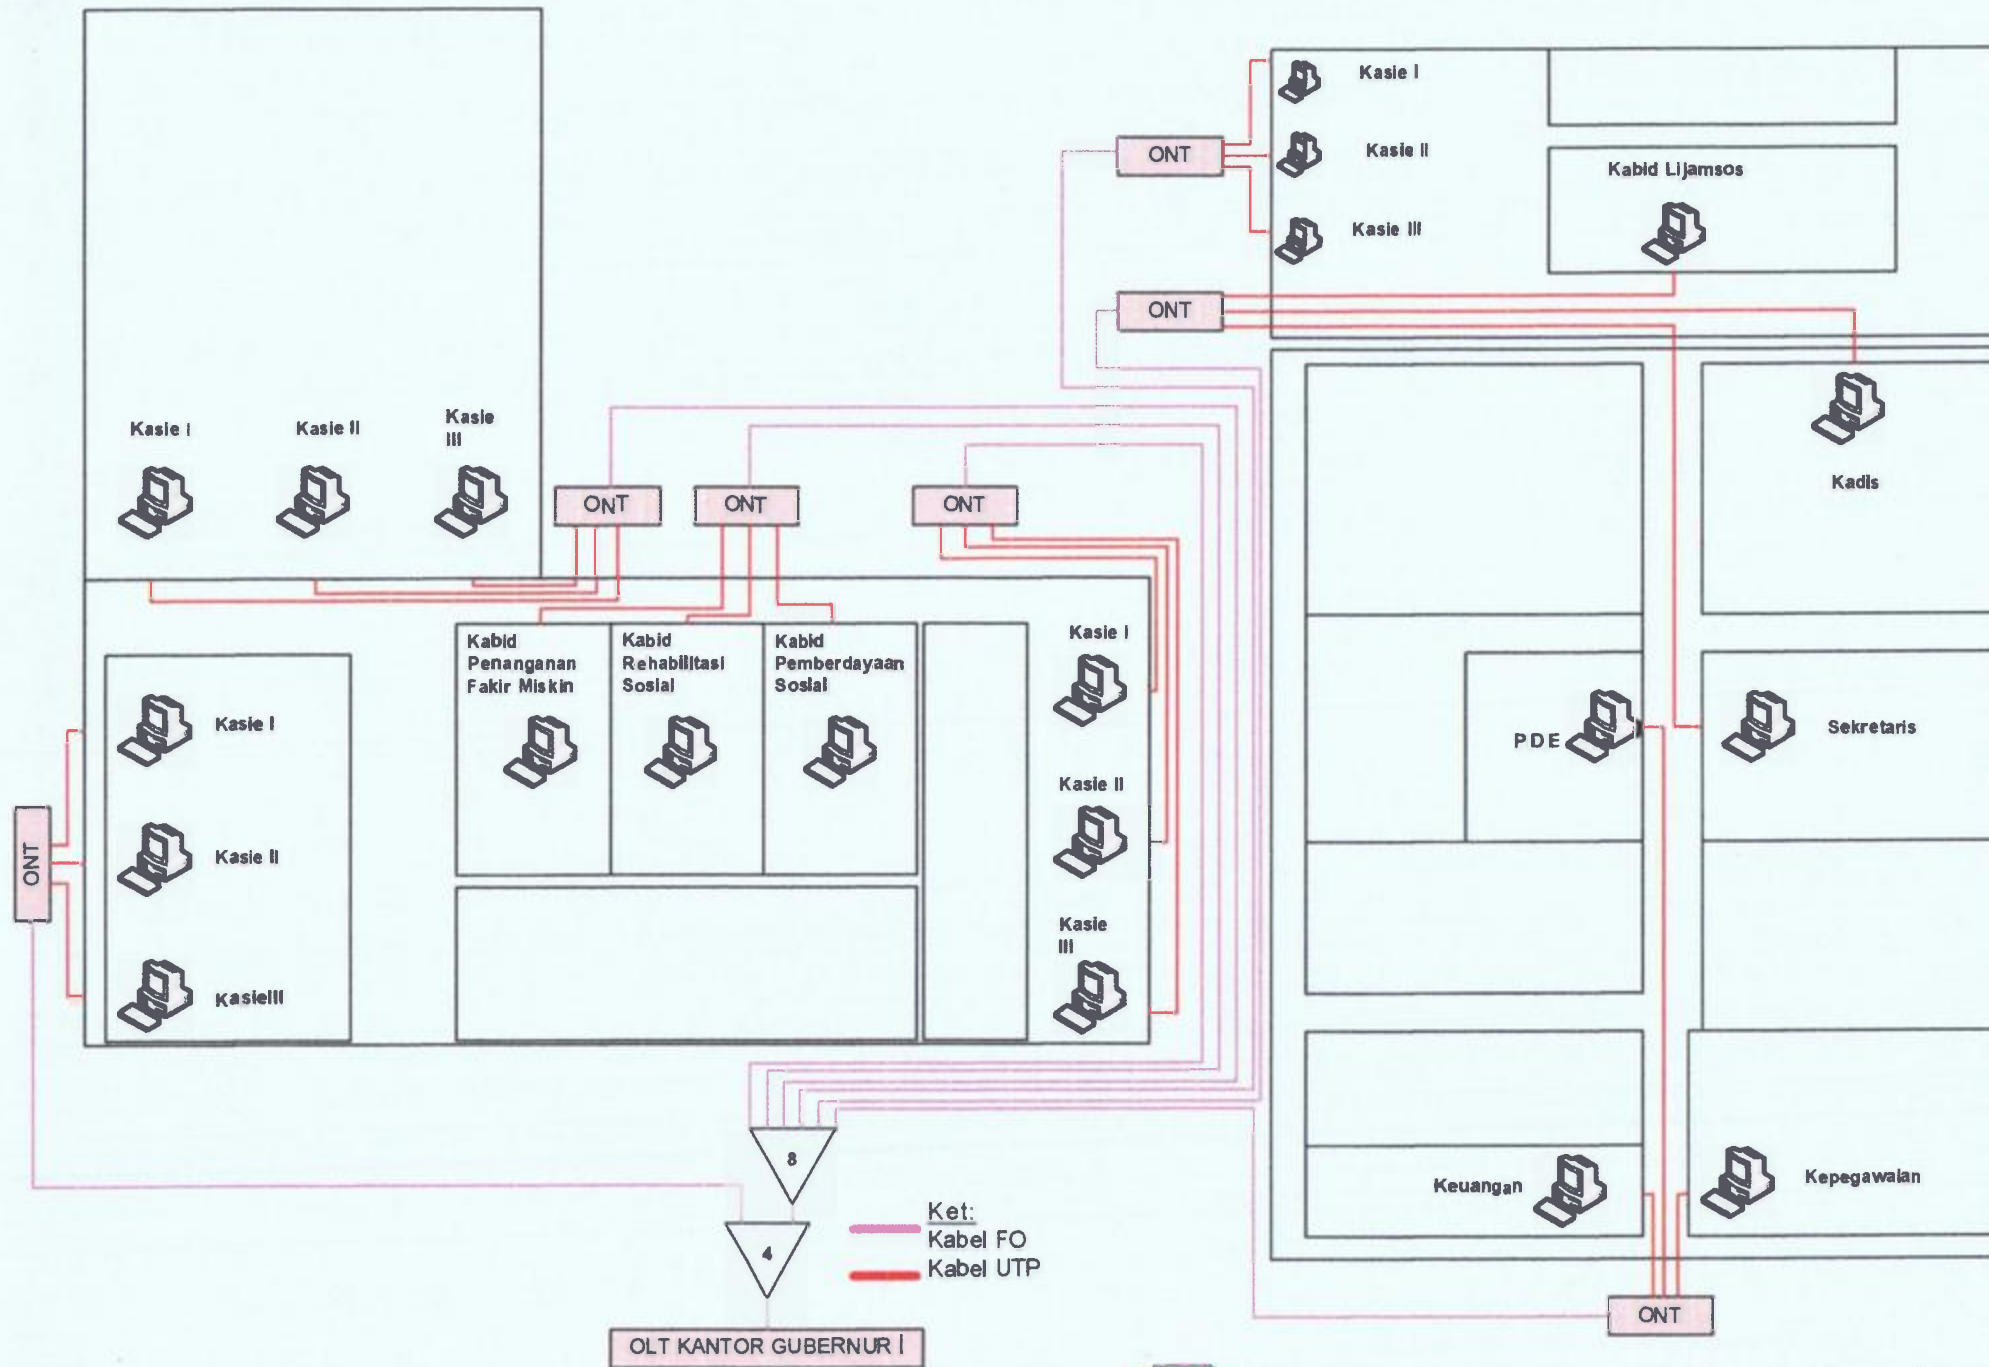 Kasie I
Kasie II
Kasie
III
ONT
ONT
ONT
Kabid
Penanganan
Fakir Miskin
Kabid
Rehabilitasi
Sosial
Kabid
Pemberdayaan
Sosial
Kasie I
Kasie II
Kasie
III
Kasie I
Kasie II
KasieIII
ONT
ONT
Kasie I
Kasie II
Kasie III
Kabid Lijamsos
ONT
Kadis
PDE
Sekretaris
Keuangan
Kepegawaian
ONT
8
4
Ket:
Kabel FO
Kabel UTP
OLT KANTOR GUBERNUR I